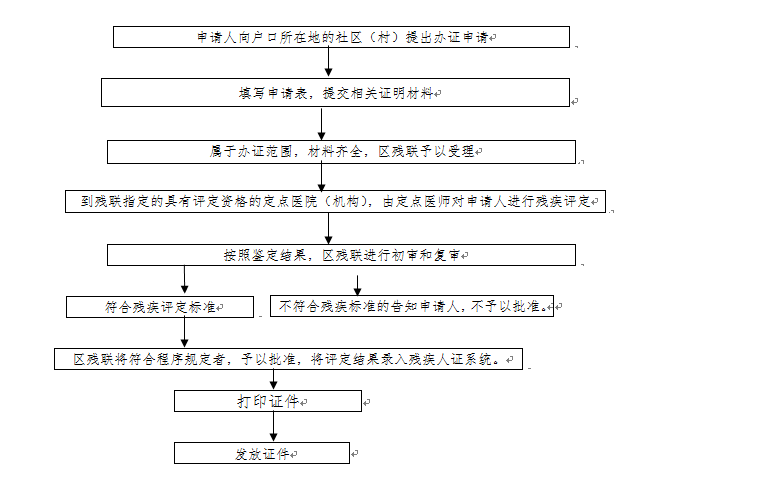 申请人向户口所在地的社区（村）提出办证申请
填写申请表，提交相关证明材料
属于办证范围，材料齐全，区残联予以受理
到残联指定的具有评定资格的定点医院（机构），由定点医师对申请人进行残疾评定
按照鉴定结果，区残联进行初审和复审
符合残疾评定标准
不符合残疾标准的告知申请人，不予以批准。
区残联将符合程序规定者，予以批准，将评定结果录入残疾人证系统。
打印证件
发放证件